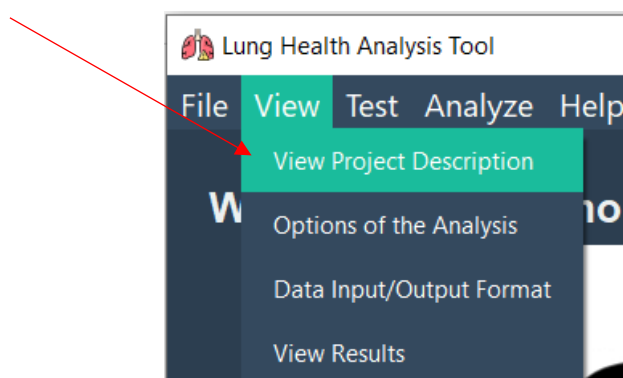 Lung Health Analysis Tool
File View Test Analyze Help
View Project Description
Options of the Analysis
Data Input/Output Format
View Results